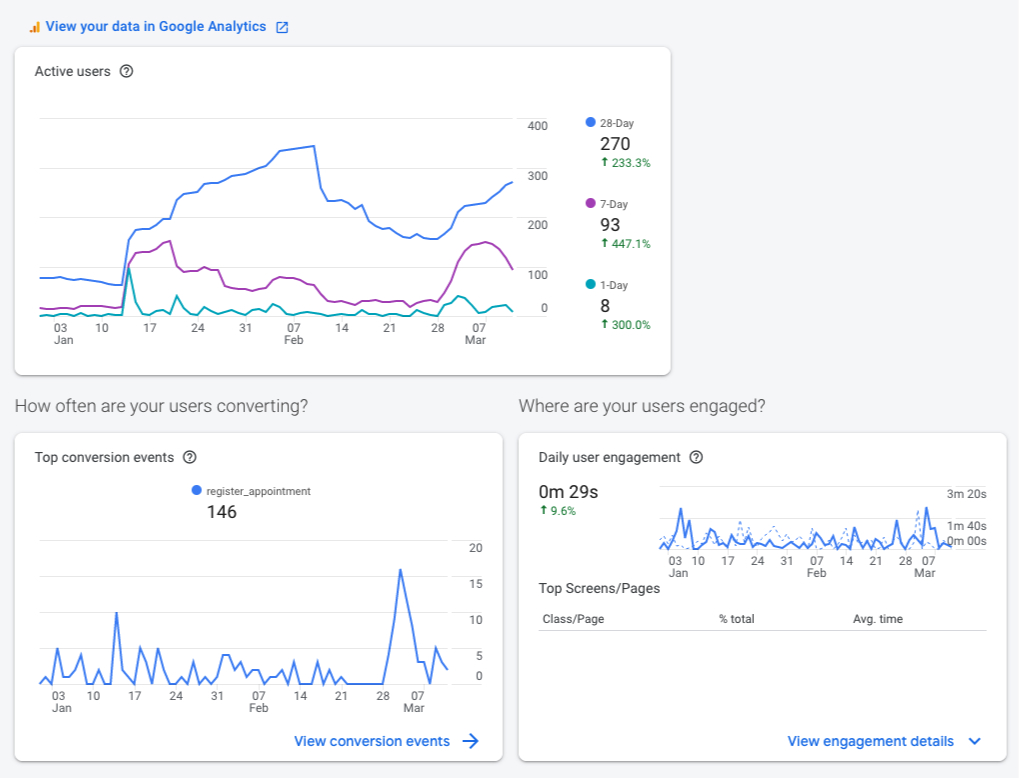 View your data in Google Analytics
Active users
400
300
200
100
0
03 10 17 24 31 07 14 21 28 07
Jan Feb Mar
28-Day
270
233.3%
7-Day
93
447.1%
1-Day
8
300.0%
How often are your users converting?
Top conversion events
register_appointment
146
20
15
10
5
0
03 10 17 24 31 07 14 21 28 07
Jan Feb Mar
View conversion events
Where are your users engaged?
Daily user engagement
0m 29s
9.6%
3m 20s
1m 40s
0m 00s
03 10 17 24 31 07 14 21 28 07
Jan Feb Mar
Top Screens/Pages
Class/Page % total Avg. time
View engagement details